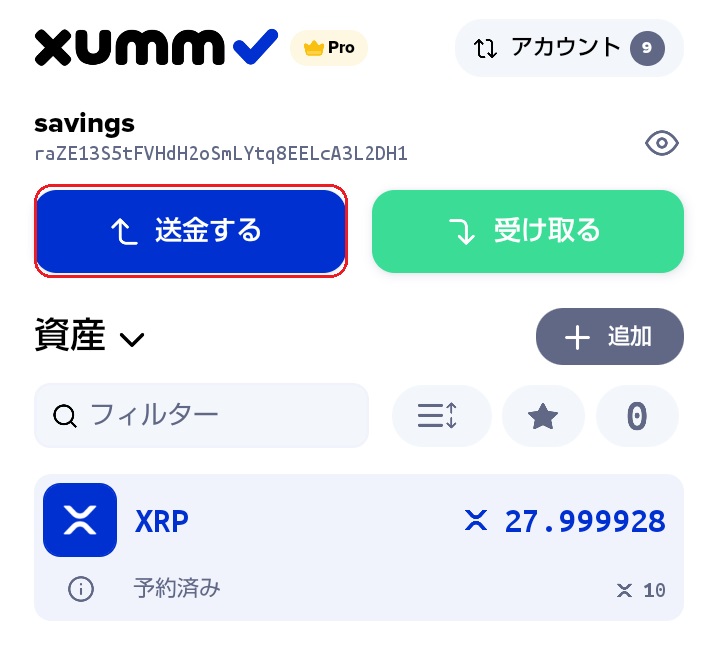 xumm Pro アカウント 9
savings
raZE13S5tFVHdH2oSmLYtq8EELcA3L2DH1
送金する 受け取る
資産 追加
フィルター 0
XRP 27.999928
予約済み 10